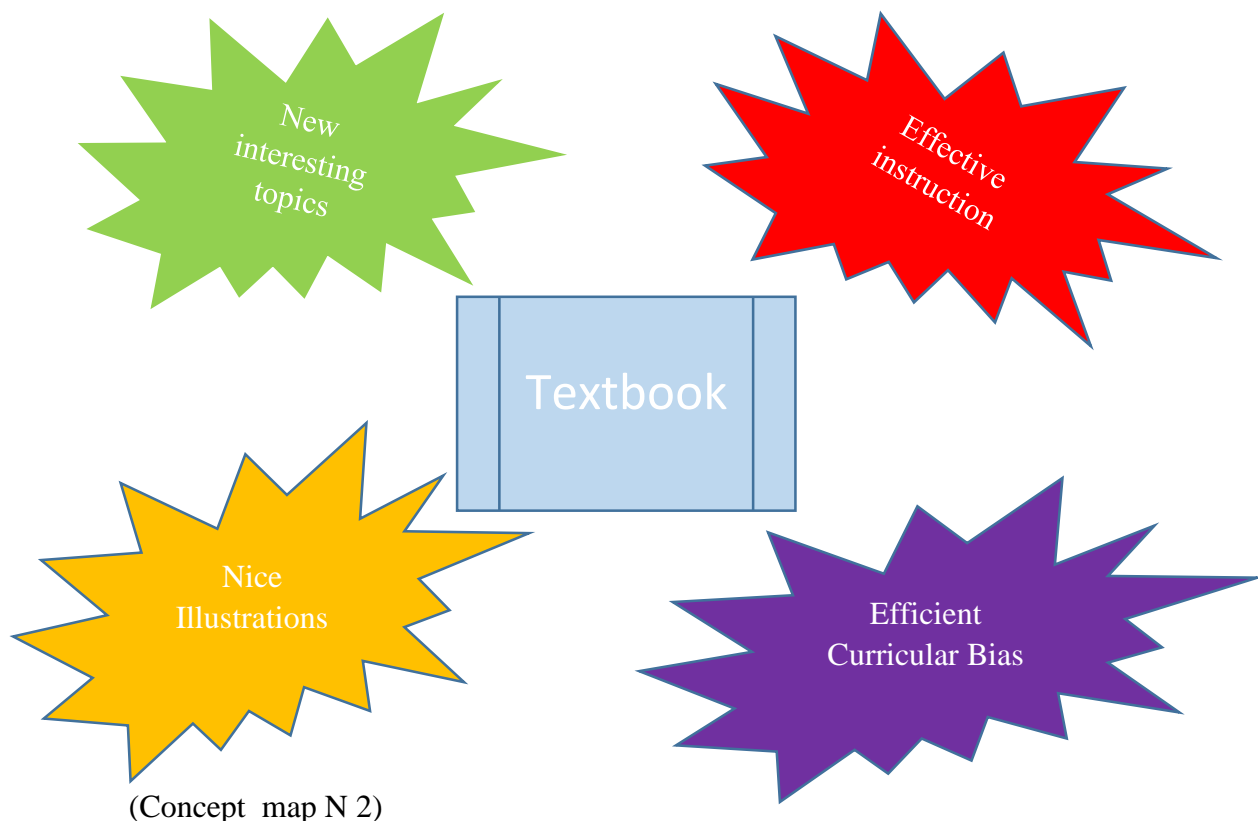 New
interesting
topics
Effective
instruction
Textbook
Nice
Illustrations
Efficient
Curricular Bias
(Concept map N 2)